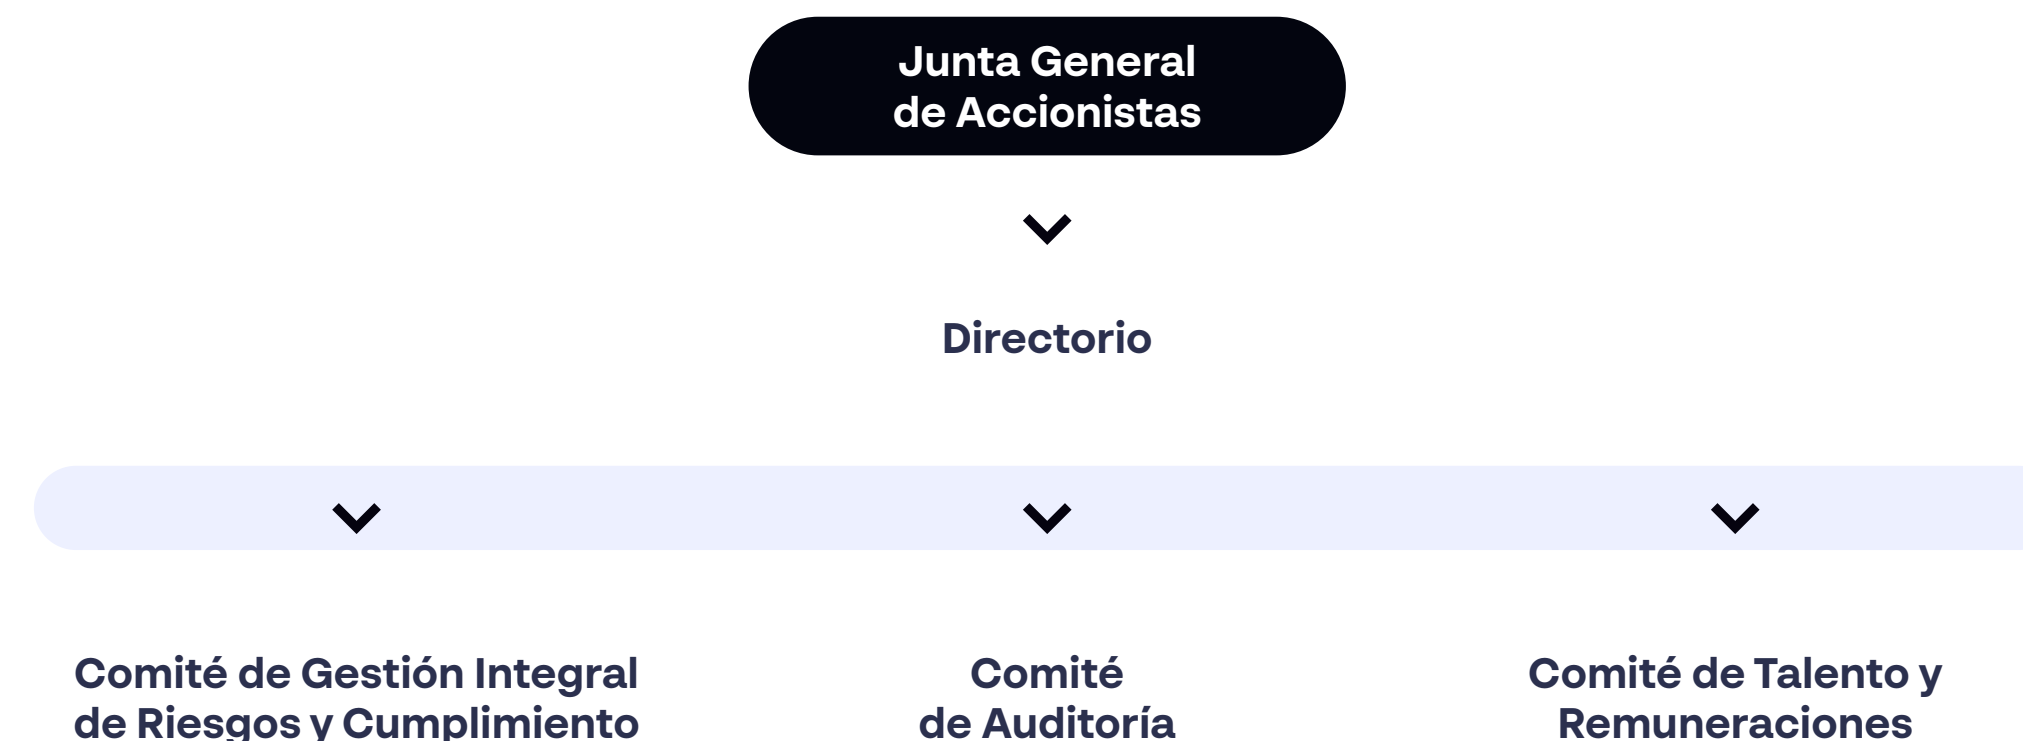 Junta General
de Accionistas
Directorio
Comité de Gestión Integral
de Riesgos y Cumplimiento
Comité
de Auditoría
Comité de Talento y
Remuneraciones